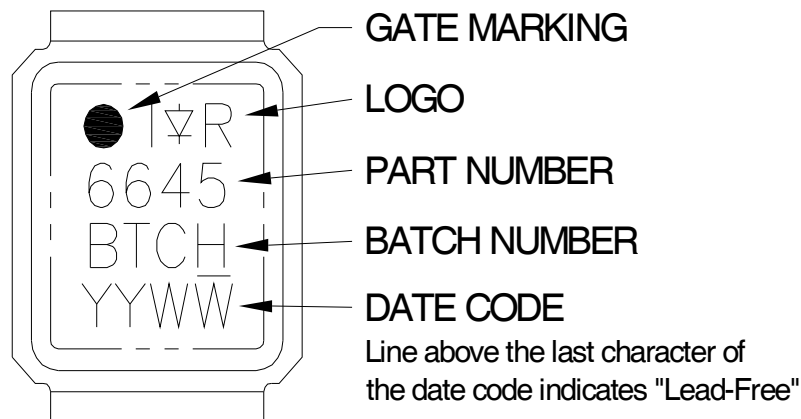 GATE MARKING
I R
LOGO
6645
PART NUMBER
BTCH
BATCH NUMBER
YYWW
DATE CODE
Line above the last character of
the date code indicates "Lead-Free"